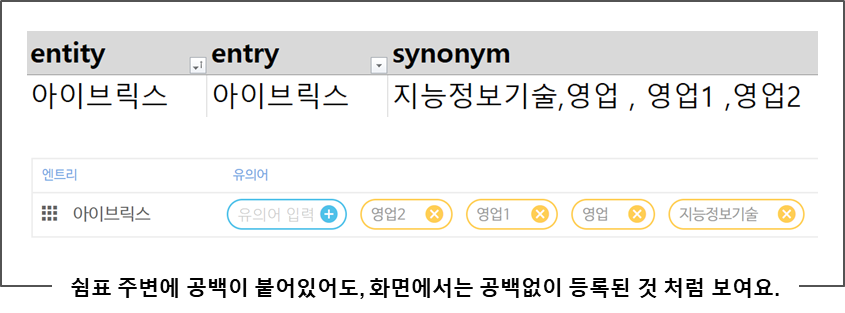 entity entry synonym
아이브릭스 아이브릭스 지능정보기술,영업 , 영업1 ,영업2
엔트리 유의어
아이브릭스 유의어 입력 영업2 영업1 영업 지능정보기술
쉼표 주변에 공백이 붙어있어도, 화면에서는 공백없이 등록된 것 처럼 보여요.